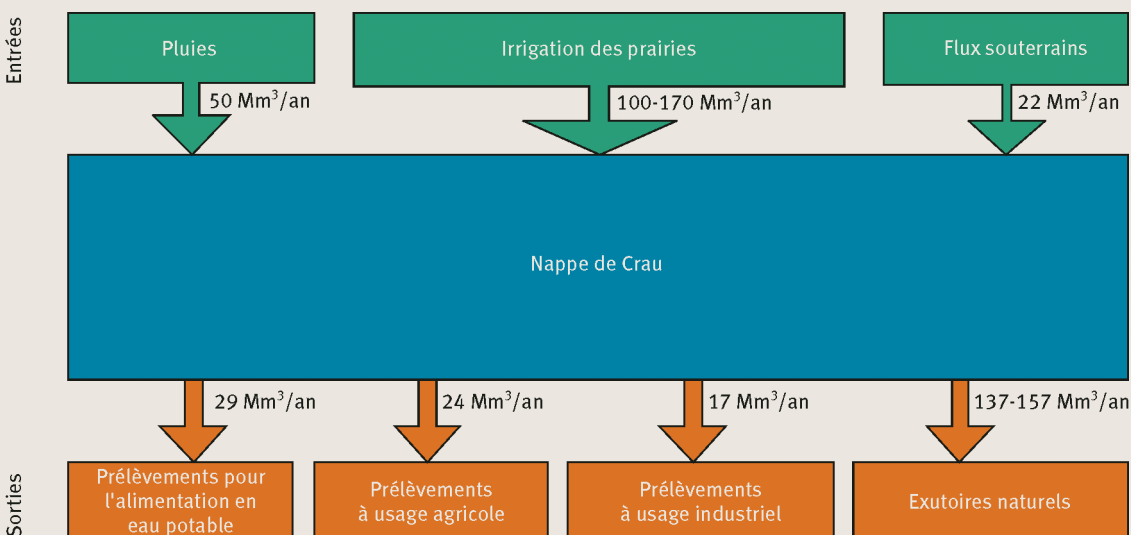 Entrées
Pluies
Irrigation des prairies
Flux souterrains
50 Mm³/an
100-170 Mm³/an
22 Mm³/an
Nappe de Crau
29 Mm³/an
24 Mm³/an
17 Mm³/an
137-157 Mm³/an
Sorties
Prélèvements pour
l'alimentation en
eau potable
Prélèvements
à usage agricole
Prélèvements
à usage industriel
Exutoires naturels